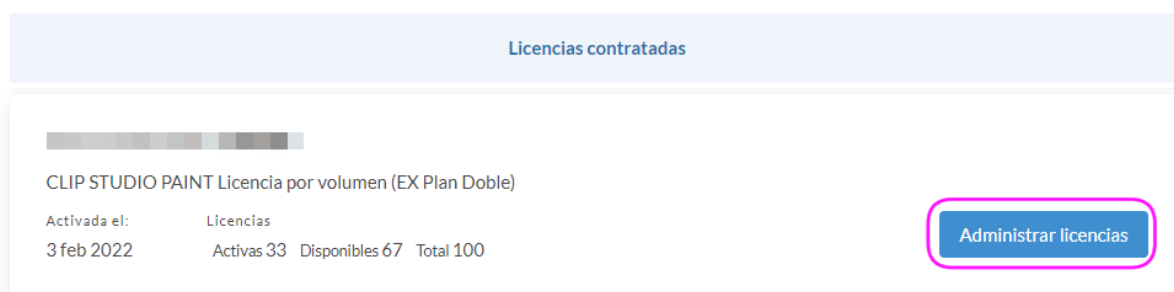 Licencias contratadas
CLIP STUDIO PAINT Licencia por volumen (EX Plan Doble)
Activada el: Licencias
3 feb 2022 Activas 33 Disponibles 67 Total 100
Administrar licencias